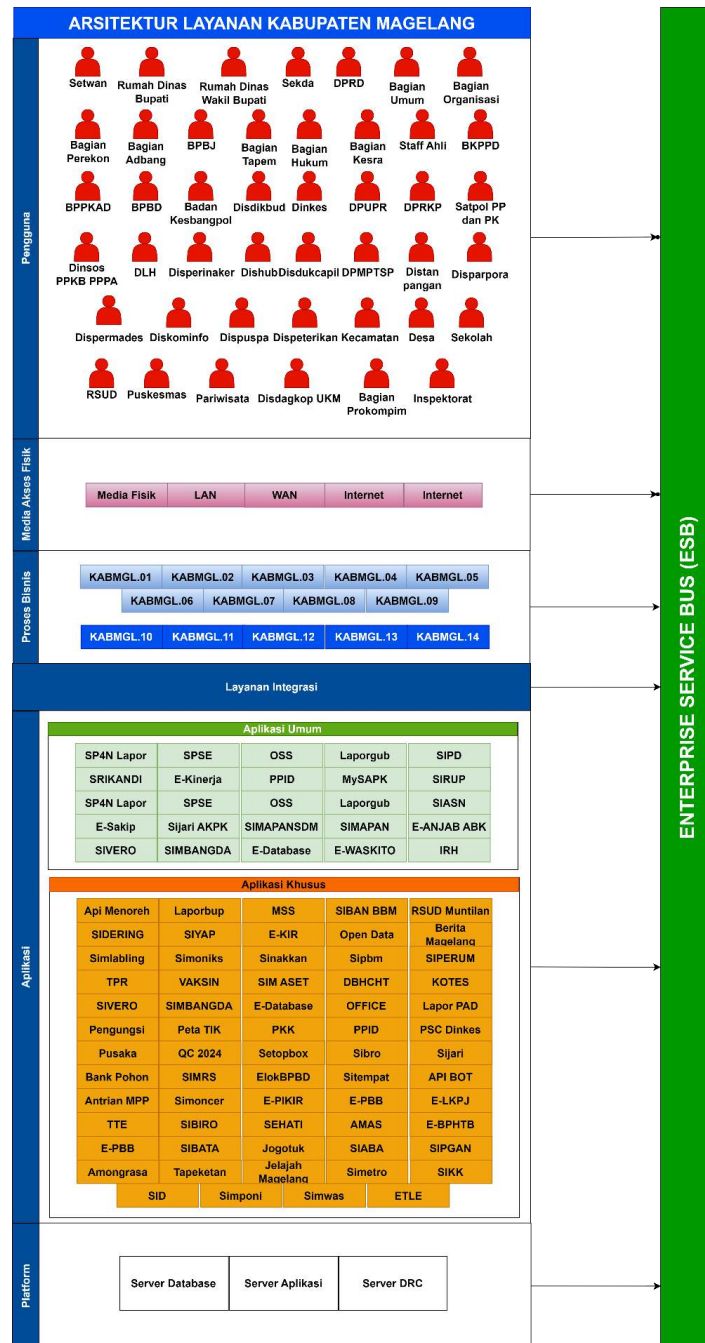 ARSITEKTUR LAYANAN KABUPATEN MAGELANG
Pengguna
Setwan
Rumah Dinas
Bupati
Rumah Dinas
Wakil Bupati
Sekda
DPRD
Bagian
Umum
Bagian
Organisasi
Bagian
Perekon
Bagian
Adbang
BPBJ
Bagian
Tapem
Bagian
Hukum
Bagian
Kesra
Staff Ahli
BKPPD
BPPKAD
BPBD
Badan
Kesbangpol
Disdikbud
Dinkes
DPUPR
DPRKP
Satpol PP
dan PK
Dinsos
PPKB PPPA
DLH
Disperinaker
Dishub
Disdukcapil
DPMPTSP
Distan
pangan
Disparpora
Dispermades
Diskominfo
Dispuspa
Dispeterikan
Kecamatan
Desa
Sekolah
RSUD
Puskesmas
Pariwisata
Disdagkop UKM
Bagian
Prokompim
Inspektorat
Media Akses Fisik
Media Fisik
LAN
WAN
Internet
Internet
Proses Bisnis
KABMGL.01
KABMGL.02
KABMGL.03
KABMGL.04
KABMGL.05
KABMGL.06
KABMGL.07
KABMGL.08
KABMGL.09
KABMGL.10
KABMGL.11
KABMGL.12
KABMGL.13
KABMGL.14
Layanan Integrasi
Aplikasi
Aplikasi Umum
SP4N Lapor
SPSE
OSS
Laporgub
SIPD
SRIKANDI
E-Kinerja
PPID
MySAPK
SIRUP
SP4N Lapor
SPSE
OSS
Laporgub
SIASN
E-Sakip
Sijari AKPK
SIMAPANSDM
SIMAPAN
E-ANJAB ABK
SIVERO
SIMBANGDA
E-Database
E-WASKITO
IRH
Aplikasi Khusus
Api Menoreh
Laporbup
MSS
SIBAN BBM
RSUD Muntilan
SIDERING
SIYAP
E-KIR
Open Data
Berita
Magelang
Simlabling
Simoniks
Sinakkan
Sipbm
SIPERUM
TPR
VAKSIN
SIM ASET
DBHCHT
KOTES
SIVERO
SIMBANGDA
E-Database
OFFICE
Lapor PAD
Pengungsi
Peta TIK
PKK
PPID
PSC Dinkes
Pusaka
QC 2024
Setopbox
Sibro
Sijari
Bank Pohon
SIMRS
ElokBPBD
Sitempat
API BOT
Antrian MPP
Simoncer
E-PIKIR
E-PBB
E-LKPJ
TTE
SIBIRO
SEHATI
AMAS
E-BPHTB
E-PBB
SIBATA
Jogotuk
SIABA
SIPGAN
Amongrasa
Tapeketan
Jelajah
Magelang
Simetro
SIKK
SID
Simponi
Simwas
ETLE
Platform
Server Database
Server Aplikasi
Server DRC
ENTERPRISE SERVICE BUS (ESB)